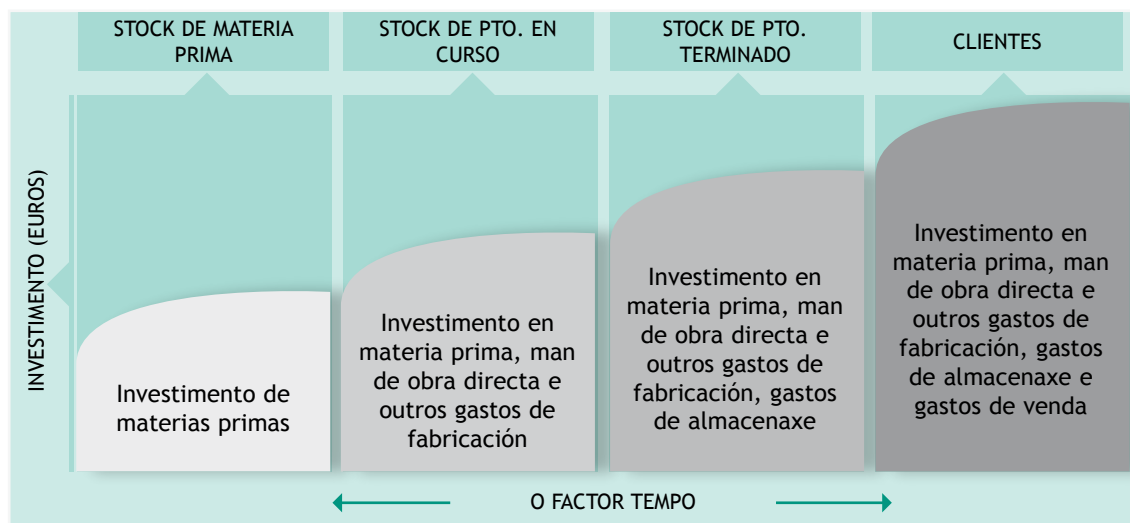 STOCK DE MATERIA
PRIMA
STOCK DE PTO. EN
CURSO
STOCK DE PTO.
TERMINADO
CLIENTES
INVESTIMENTO (EUROS)
Investimento de
materias primas
Investimento en
materia prima, man
de obra directa e
outros gastos de
fabricación
Investimento en
materia prima, man
de obra directa e
outros gastos de
fabricación, gastos
de almacenaxe
Investimento en
materia prima, man
de obra directa e
outros gastos de
fabricación, gastos
de almacenaxe e
gastos de venda
O FACTOR TEMPO